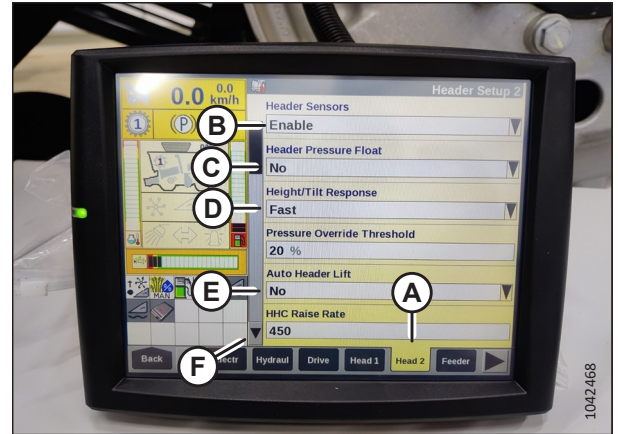 0.0 0.0 km/h
Header Setup 2
Header Sensors
B
1
P
Enable
Header Pressure Float
C
1
No
Height/Tilt Response
D
Fast
Pressure Override Threshold
20 %
Auto Header Lift
E
No
A
MAN
HHC Raise Rate
450
F
Back
ectr
Hydraul
Drive
Head 1
Head 2
Feeder
1042468